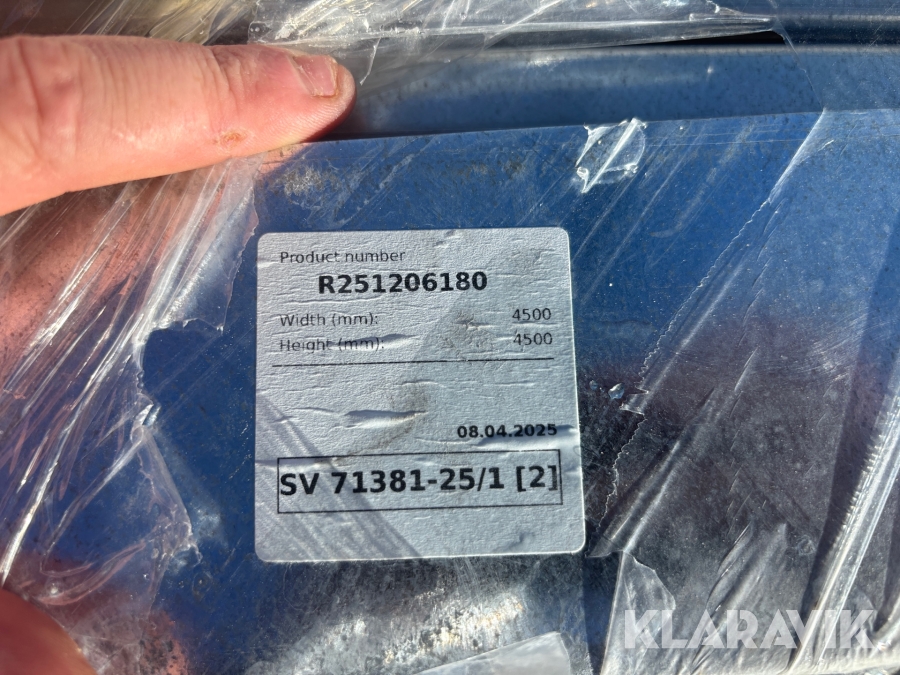 Product number
R251206180
Width (mm): 4500
Height (mm): 4500
08.04.2025
SV 71381-25/1 [2]
KLARAVIK